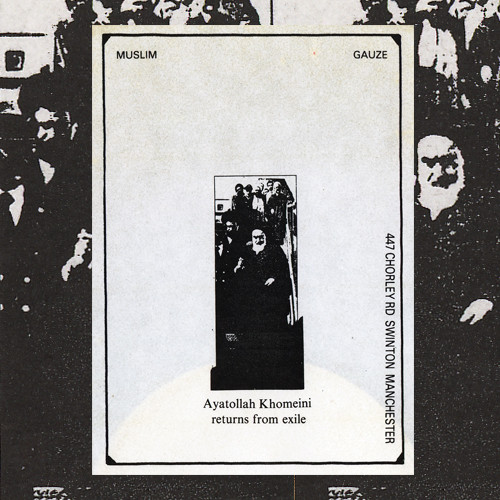 MUSLIM
GAUZE
447 CHORLEY RD SWINTON MANCHESTER
Ayatollah Khomeini
returns from exile